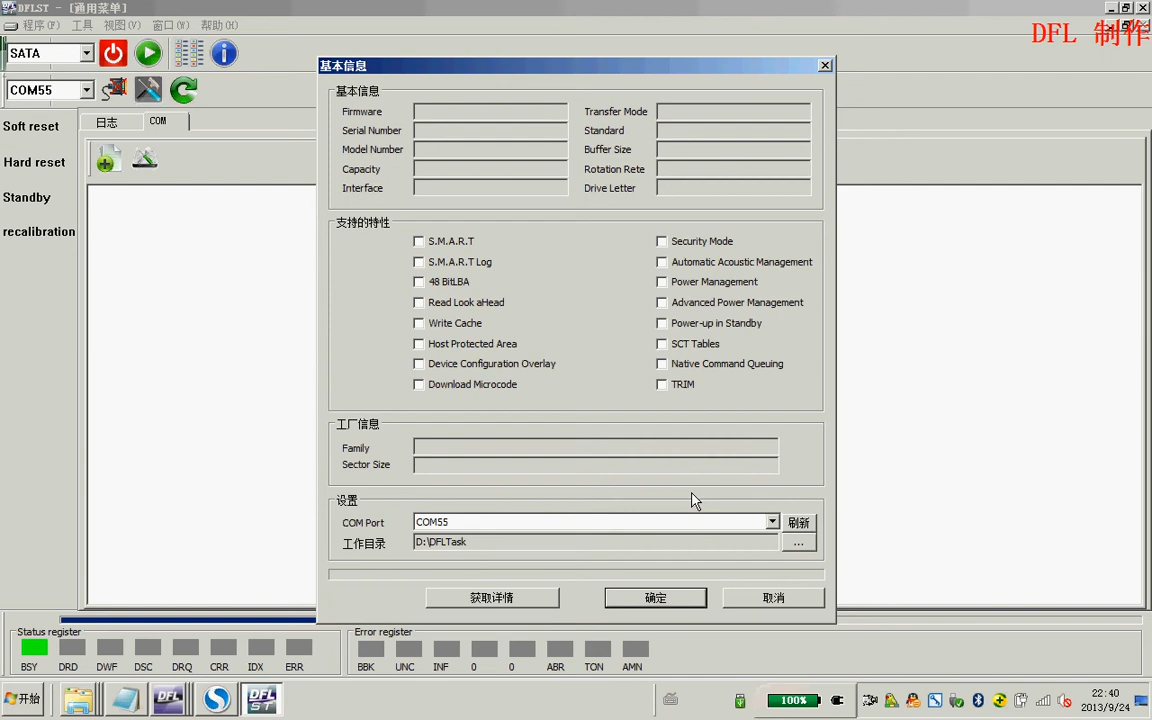 DFLST - [通用菜单]
程序(P) 工具 视图(V) 窗口(W) 帮助(H)
DFL 制作
SATA
COM55
Soft reset
Hard reset
Standby
recalibration
日志 COM
基本信息
基本信息
Firmware Transfer Mode
Serial Number Standard
Model Number Buffer Size
Capacity Rotation Rete
Interface Drive Letter
支持的特性
S.M.A.R.T Security Mode
S.M.A.R.T Log Automatic Acoustic Management
48 BitLBA Power Management
Read Look aHead Advanced Power Management
Write Cache Power-up in Standby
Host Protected Area SCT Tables
Device Configuration Overlay Native Command Queuing
Download Microcode TRIM
工厂信息
Family
Sector Size
设置
COM Port COM55 刷新
工作目录 D:\DFLTask ...
获取详情 确定 取消
Status register Error register
BSY DRD DWF DSC DRQ CRR IDX ERR BBK UNC INF 0 0 ABR TON AMN
开始 DFL DFL ST 100% 22:40
2013/9/24